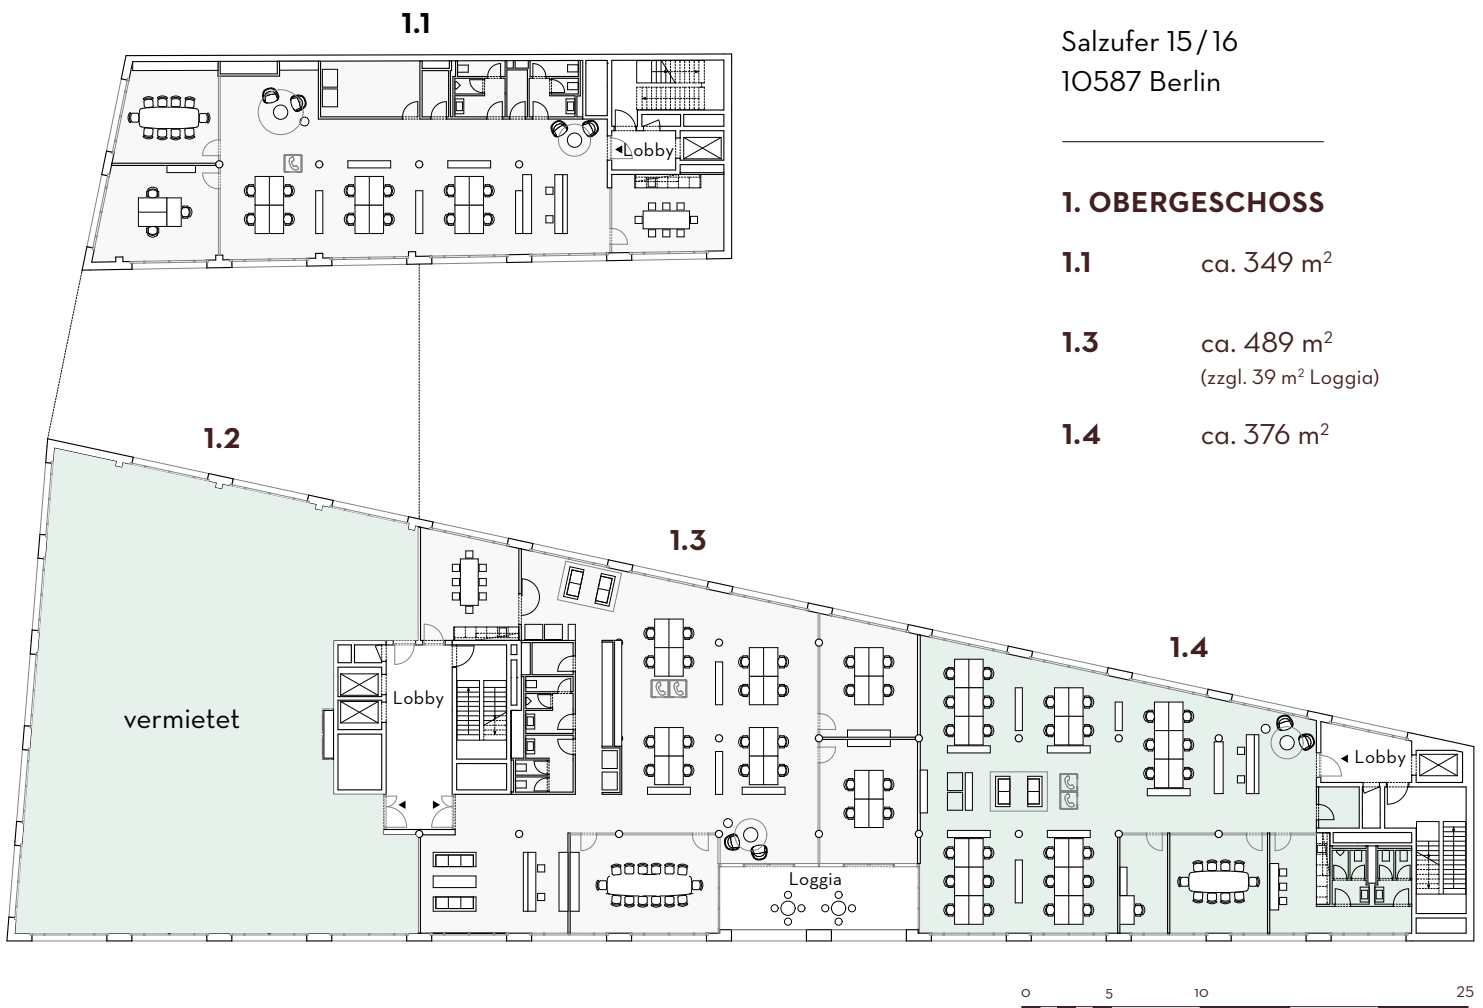 1.1
Salzufer 15/16
10587 Berlin
Lobby
1. OBERGESCHOSS
1.1 ca. 349 m²
1.3 ca. 489 m²
(zzgl. 39 m² Loggia)
1.4 ca. 376 m²
1.2
1.3
1.4
vermietet
Lobby
Lobby
Loggia
0 5 10 25